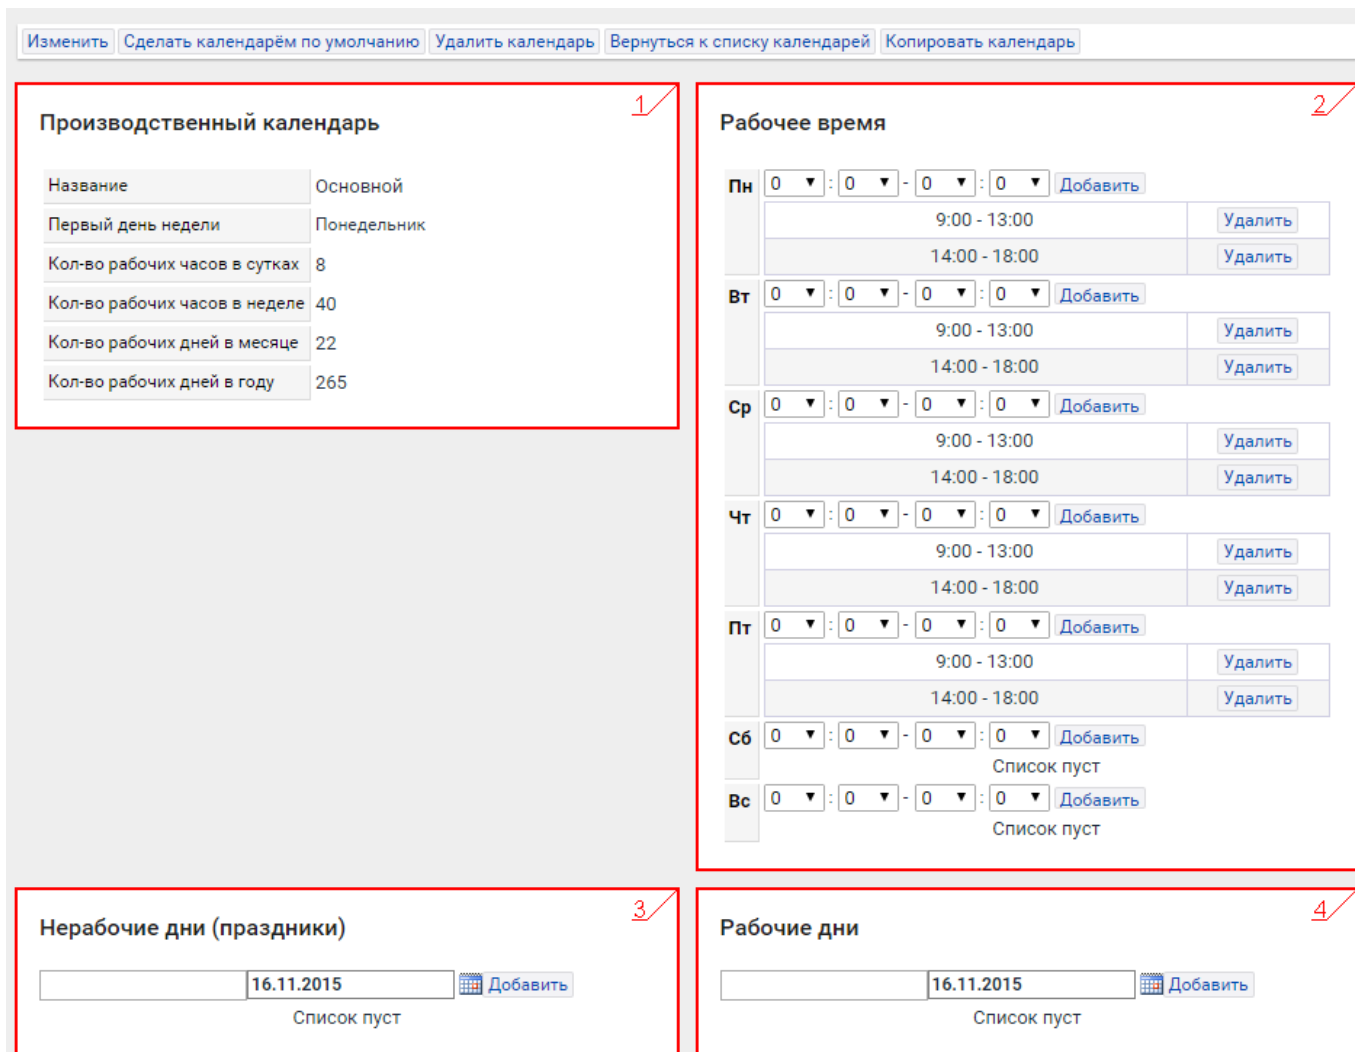 Изменить Сделать календарём по умолчанию Удалить календарь Вернуться к списку календарей Копировать календарь
1
Производственный календарь
Название Основной
Первый день недели Понедельник
Кол-во рабочих часов в сутках 8
Кол-во рабочих часов в неделе 40
Кол-во рабочих дней в месяце 22
Кол-во рабочих дней в году 265
2
Рабочее время
Пн 0 : 0 - 0 : 0 Добавить
9:00 - 13:00 Удалить
14:00 - 18:00 Удалить
Вт 0 : 0 - 0 : 0 Добавить
9:00 - 13:00 Удалить
14:00 - 18:00 Удалить
Ср 0 : 0 - 0 : 0 Добавить
9:00 - 13:00 Удалить
14:00 - 18:00 Удалить
Чт 0 : 0 - 0 : 0 Добавить
9:00 - 13:00 Удалить
14:00 - 18:00 Удалить
Пт 0 : 0 - 0 : 0 Добавить
9:00 - 13:00 Удалить
14:00 - 18:00 Удалить
Сб 0 : 0 - 0 : 0 Добавить
Список пуст
Вс 0 : 0 - 0 : 0 Добавить
Список пуст
3
Нерабочие дни (праздники)
16.11.2015 Добавить
Список пуст
4
Рабочие дни
16.11.2015 Добавить
Список пуст